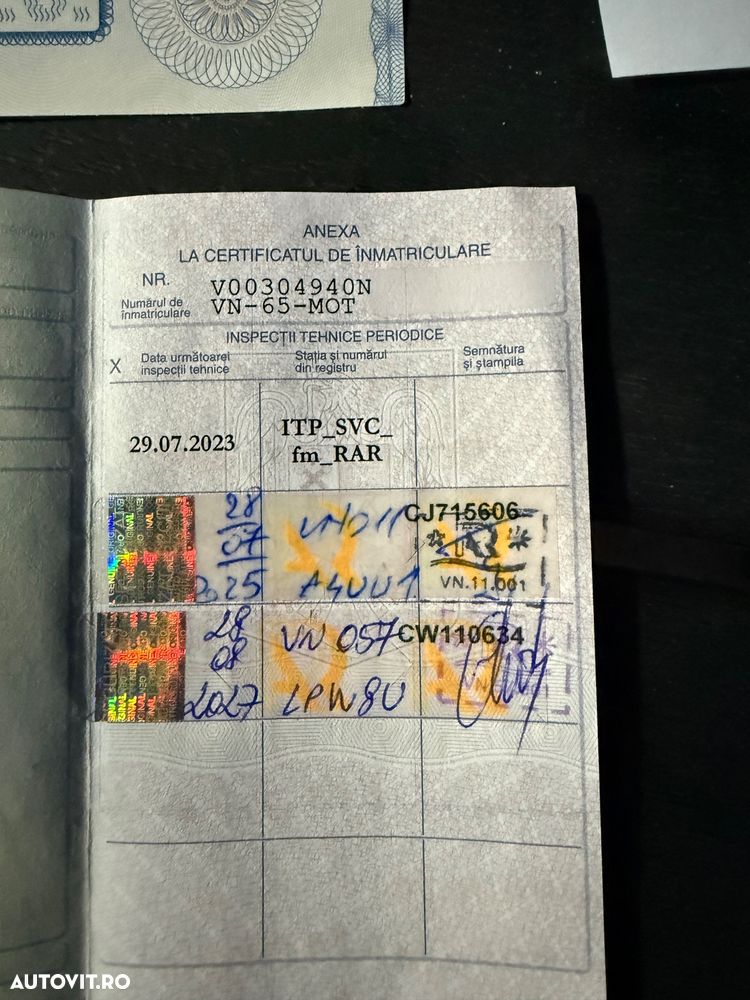 ANEXA
LA CERTIFICATUL DE ÎNMATRICULARE
NR. V00304940N
Numărul de înmatriculare VN-65-MOT
INSPECȚII TEHNICE PERIODICE
X Data următoarei inspecții tehnice
Stația și numărul din registru
Semnătura și ștampila
29.07.2023
ITP_SVC_
fm_RAR
28
07
2025
CJ715606
VN.11.001
28
08
2027
VN 057
LPW8U
CW110634
AUTOVIT.RO